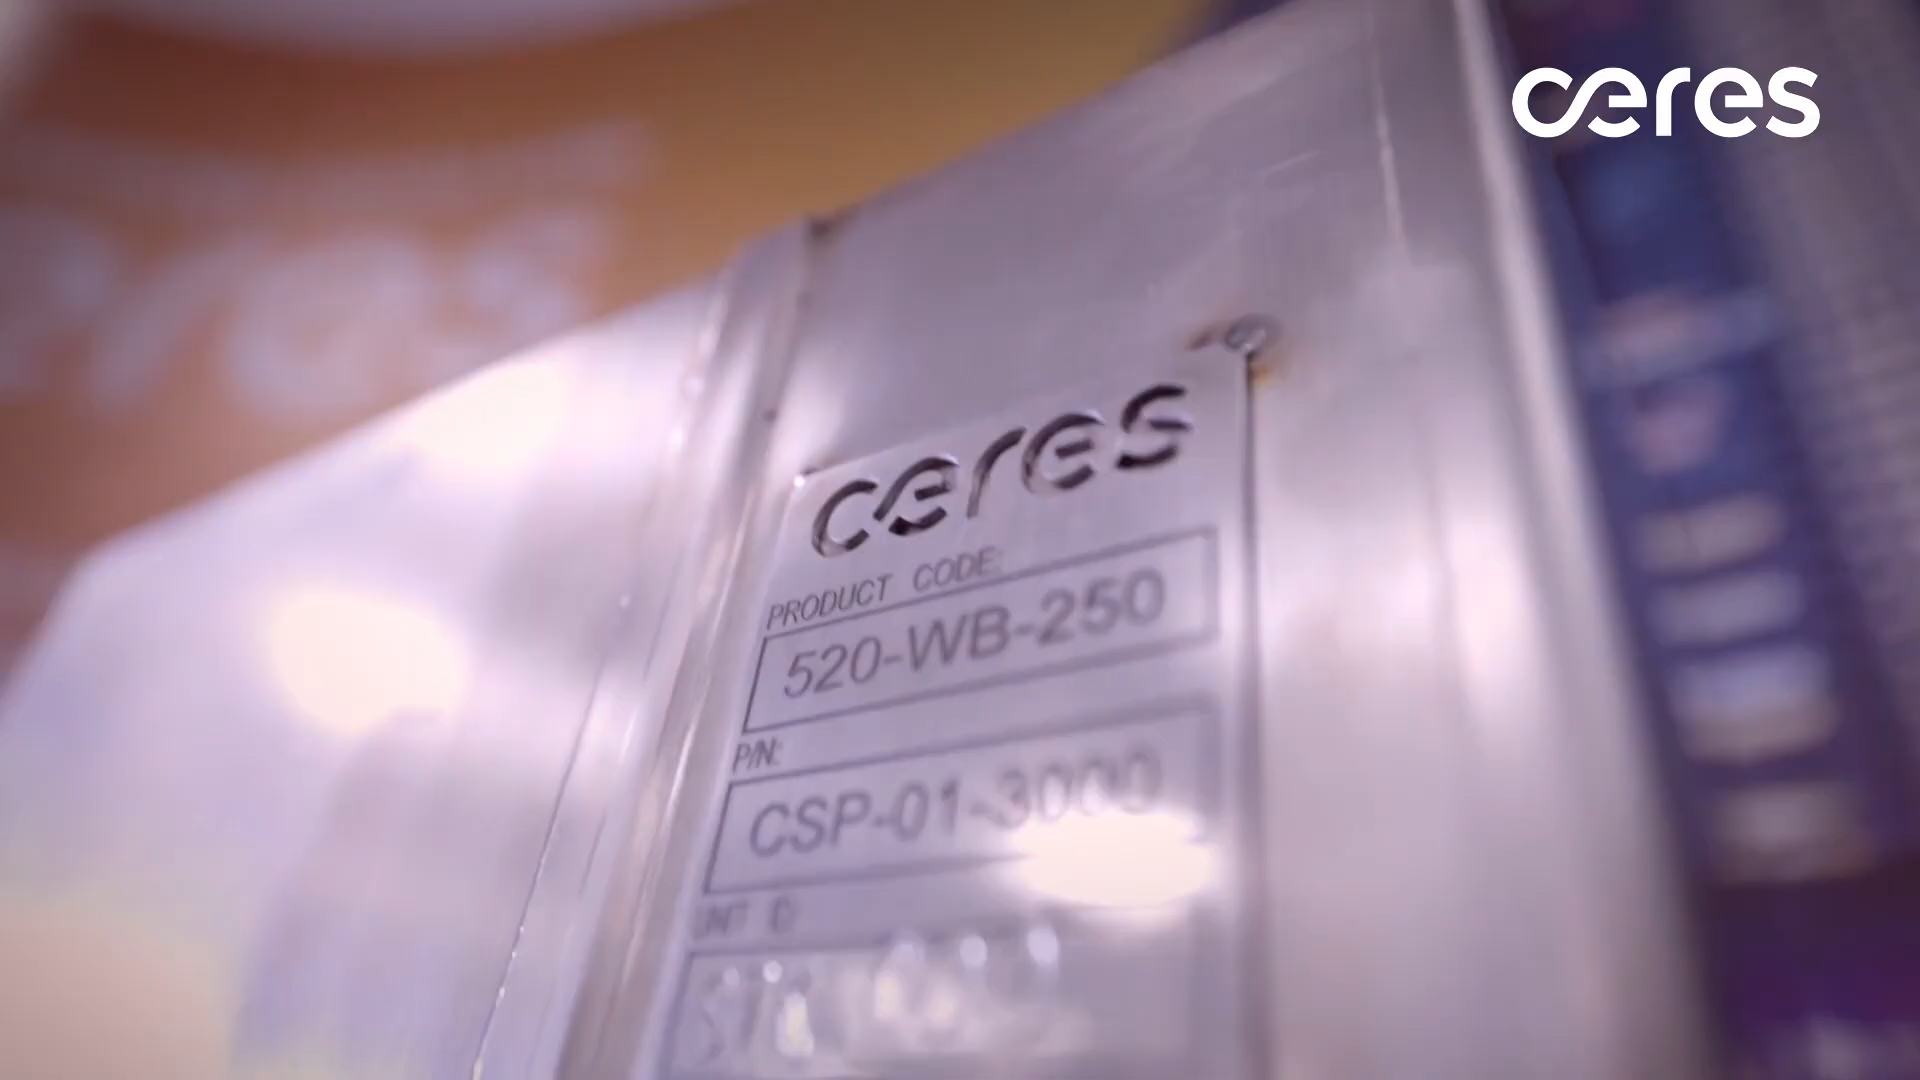 ceres
ceres
PRODUCT CODE:
520-WB-250
P/N:
CSP-01-3000